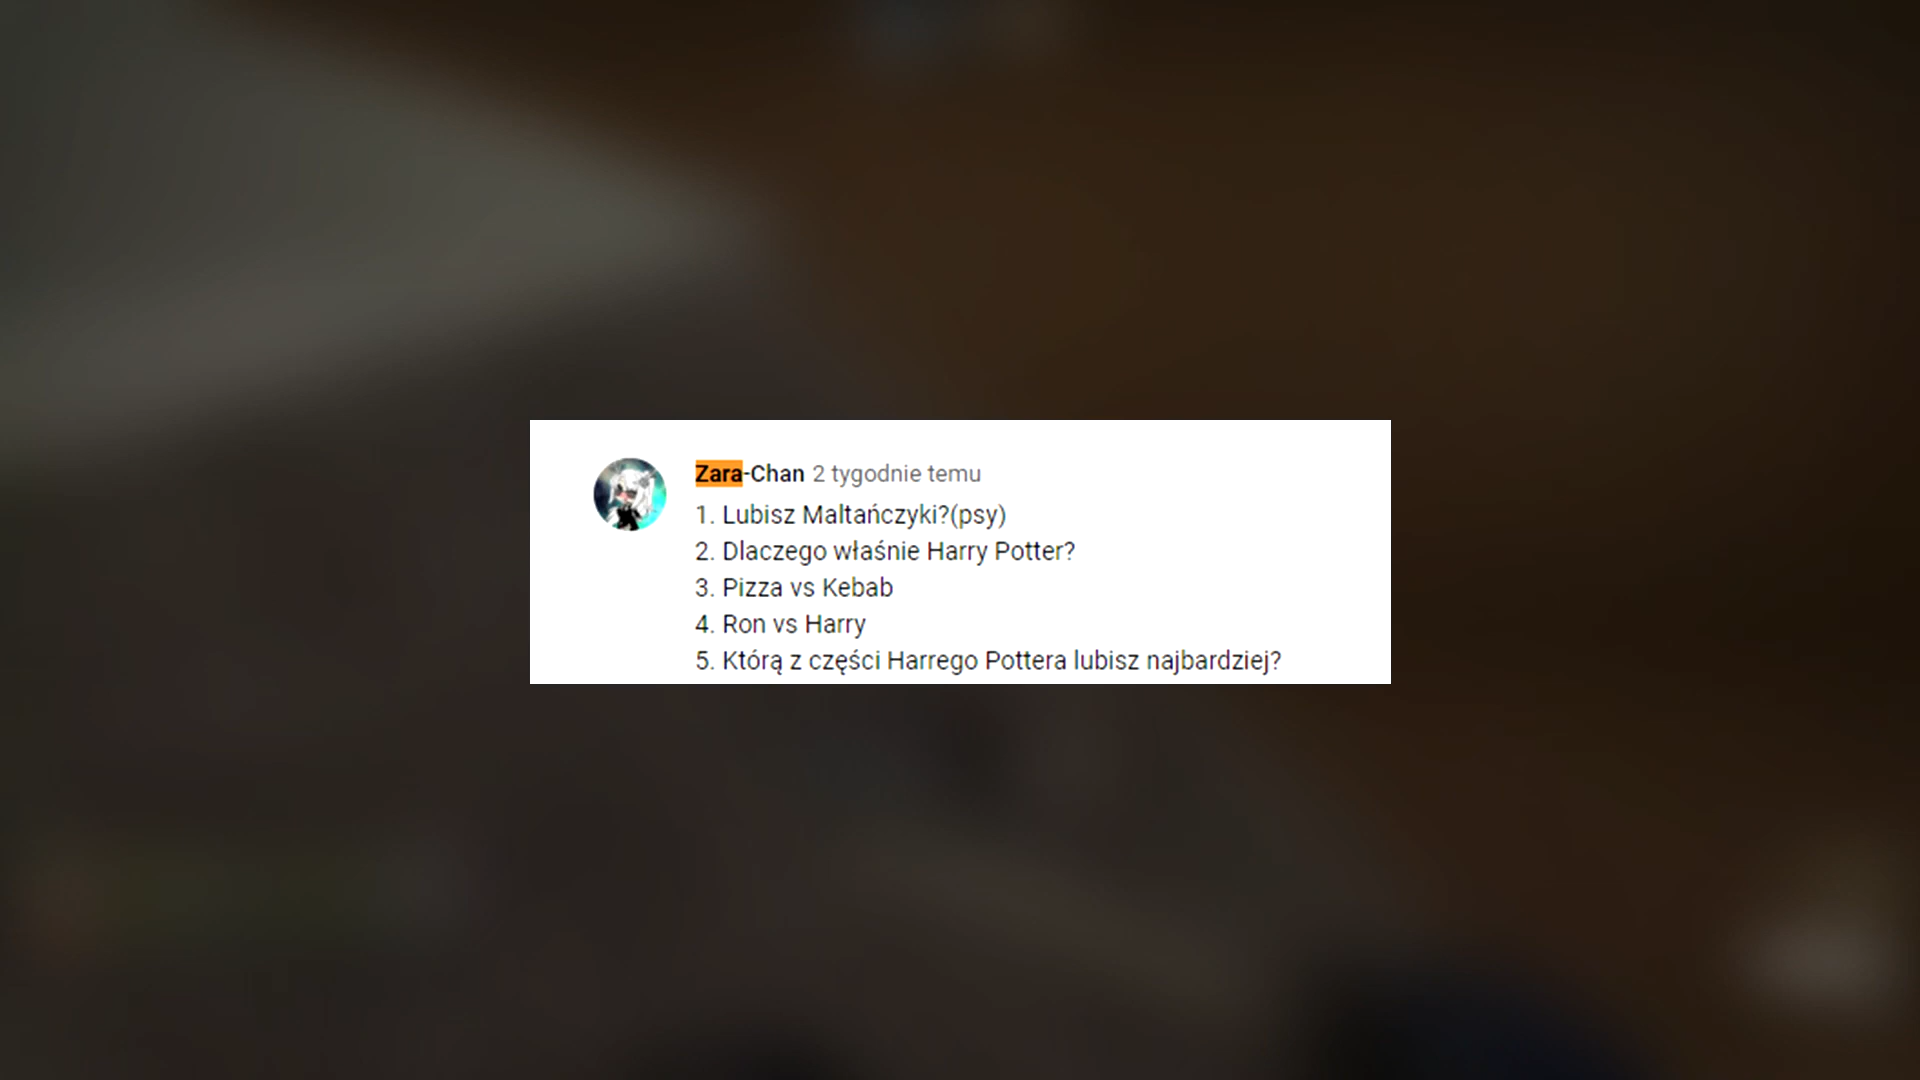 Zara-Chan 2 tygodnie temu
1. Lubisz Maltańczyki?(psy)
2. Dlaczego właśnie Harry Potter?
3. Pizza vs Kebab
4. Ron vs Harry
5. Którą z części Harrego Pottera lubisz najbardziej?